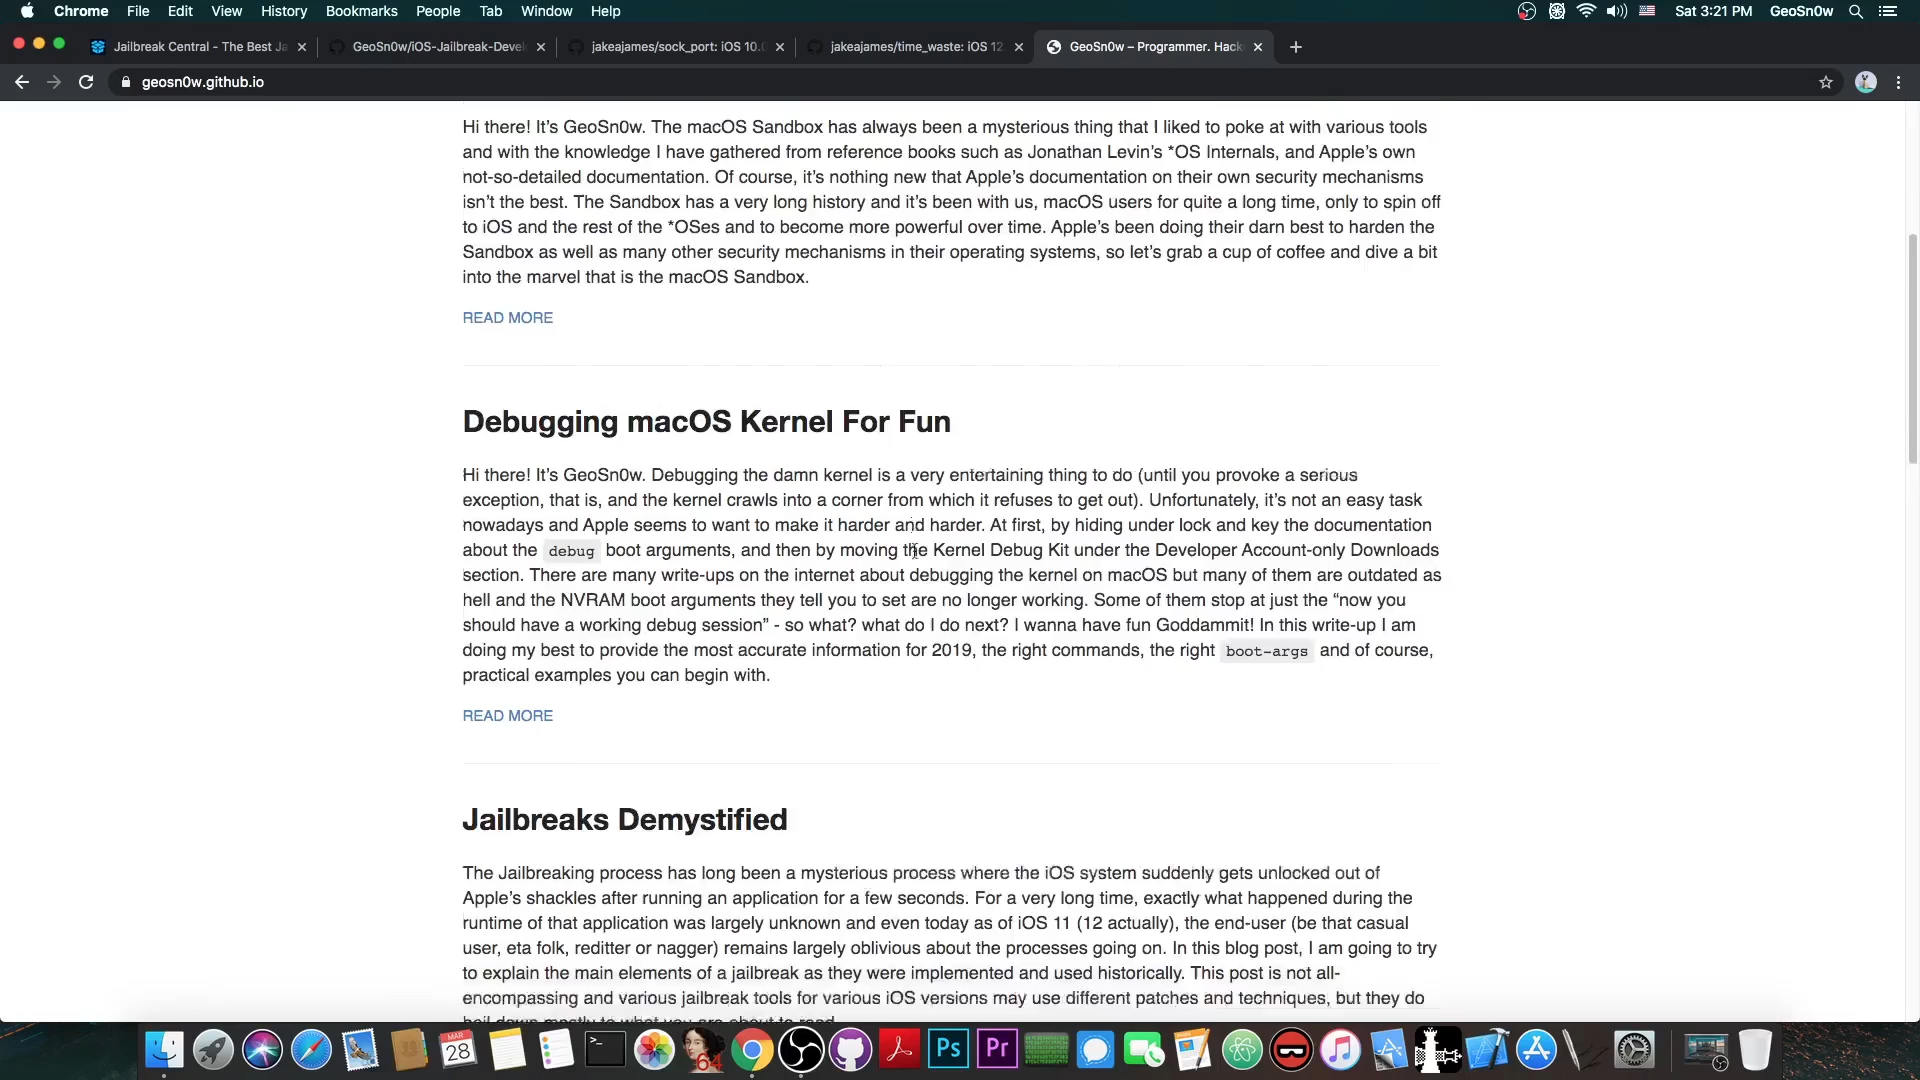 Chrome File Edit View History Bookmarks People Tab Window Help Sat 3:21 PM GeoSn0w
Jailbreak Central - The Best Ja GeoSn0w/iOS-Jailbreak-Devel jakeajames/sock_port: iOS 10.0 jakeajames/time_waste: iOS 12 GeoSn0w – Programmer. Hack
geosn0w.github.io
Hi there! It’s GeoSn0w. The macOS Sandbox has always been a mysterious thing that I liked to poke at with various tools
and with the knowledge I have gathered from reference books such as Jonathan Levin’s *OS Internals, and Apple’s own
not-so-detailed documentation. Of course, it’s nothing new that Apple’s documentation on their own security mechanisms
isn’t the best. The Sandbox has a very long history and it’s been with us, macOS users for quite a long time, only to spin off
to iOS and the rest of the *OSes and to become more powerful over time. Apple’s been doing their darn best to harden the
Sandbox as well as many other security mechanisms in their operating systems, so let’s grab a cup of coffee and dive a bit
into the marvel that is the macOS Sandbox.
READ MORE
Debugging macOS Kernel For Fun
Hi there! It’s GeoSn0w. Debugging the damn kernel is a very entertaining thing to do (until you provoke a serious
exception, that is, and the kernel crawls into a corner from which it refuses to get out). Unfortunately, it’s not an easy task
nowadays and Apple seems to want to make it harder and harder. At first, by hiding under lock and key the documentation
about the debug boot arguments, and then by moving the Kernel Debug Kit under the Developer Account-only Downloads
section. There are many write-ups on the internet about debugging the kernel on macOS but many of them are outdated as
hell and the NVRAM boot arguments they tell you to set are no longer working. Some of them stop at just the “now you
should have a working debug session” - so what? what do I do next? I wanna have fun Goddammit! In this write-up I am
doing my best to provide the most accurate information for 2019, the right commands, the right boot-args and of course,
practical examples you can begin with.
READ MORE
Jailbreaks Demystified
The Jailbreaking process has long been a mysterious process where the iOS system suddenly gets unlocked out of
Apple’s shackles after running an application for a few seconds. For a very long time, exactly what happened during the
runtime of that application was largely unknown and even today as of iOS 11 (12 actually), the end-user (be that casual
user, eta folk, reditter or nagger) remains largely oblivious about the processes going on. In this blog post, I am going to try
to explain the main elements of a jailbreak as they were implemented and used historically. This post is not all-
encompassing and various jailbreak tools for various iOS versions may use different patches and techniques, but they do
MAR
28
64
Ps
Pr